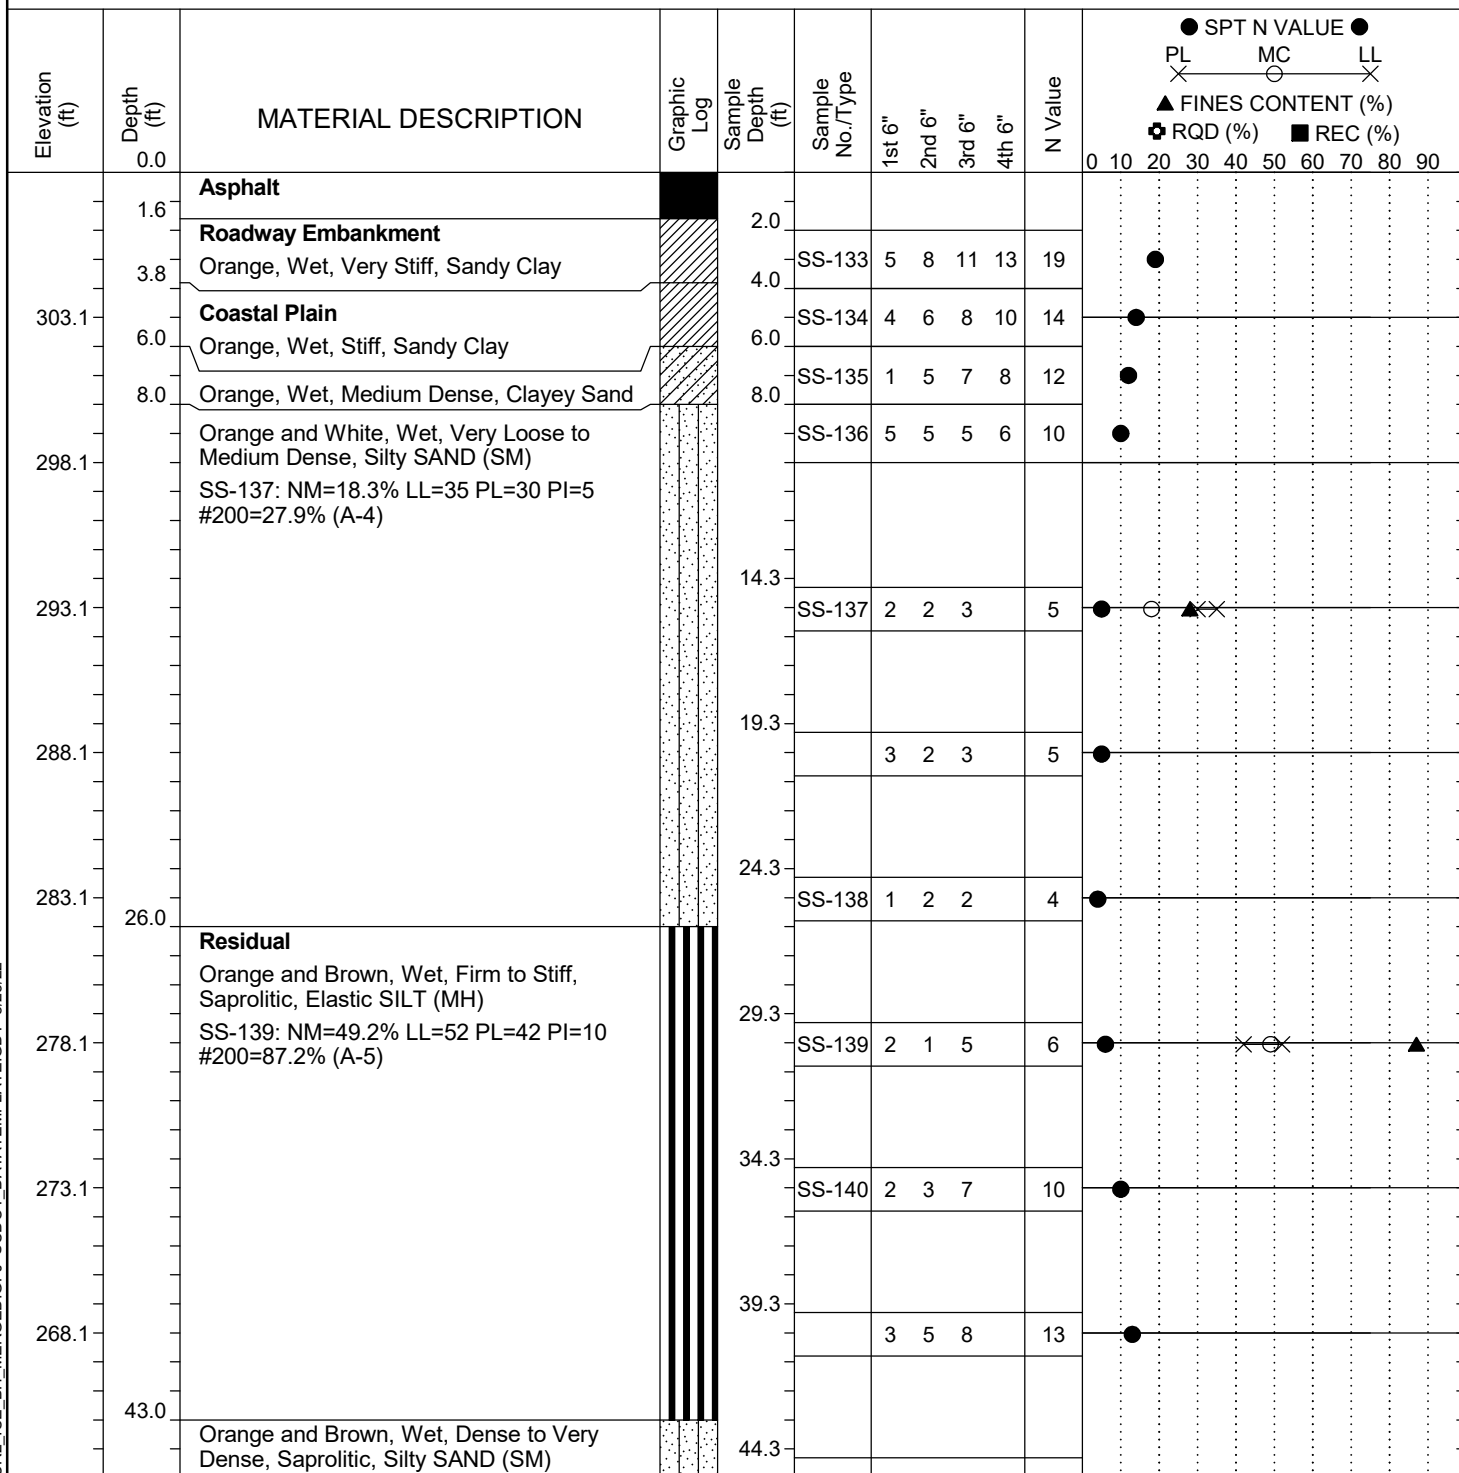 Elevation (ft)
Depth (ft)
0.0
MATERIAL DESCRIPTION
Graphic Log
Sample Depth (ft)
Sample No./Type
1st 6"
2nd 6"
3rd 6"
4th 6"
N Value
SPT N VALUE
PL MC LL
FINES CONTENT (%)
RQD (%) REC (%)
0 10 20 30 40 50 60 70 80 90
Asphalt
1.6
2.0
Roadway Embankment
Orange, Wet, Very Stiff, Sandy Clay
SS-133 5 8 11 13 19
3.8
4.0
303.1
Coastal Plain
SS-134 4 6 8 10 14
6.0
Orange, Wet, Stiff, Sandy Clay
6.0
SS-135 1 5 7 8 12
8.0
Orange, Wet, Medium Dense, Clayey Sand
8.0
Orange and White, Wet, Very Loose to
Medium Dense, Silty SAND (SM)
SS-136 5 5 5 6 10
298.1
SS-137: NM=18.3% LL=35 PL=30 PI=5
#200=27.9% (A-4)
14.3
293.1
SS-137 2 2 3 5
19.3
288.1
3 2 3 5
24.3
283.1
SS-138 1 2 2 4
26.0
Residual
Orange and Brown, Wet, Firm to Stiff,
Saprolitic, Elastic SILT (MH)
29.3
SS-139: NM=49.2% LL=52 PL=42 PI=10
#200=87.2% (A-5)
278.1
SS-139 2 1 5 6
34.3
273.1
SS-140 2 3 7 10
39.3
268.1
3 5 8 13
43.0
Orange and Brown, Wet, Dense to Very
Dense, Saprolitic, Silty SAND (SM)
44.3